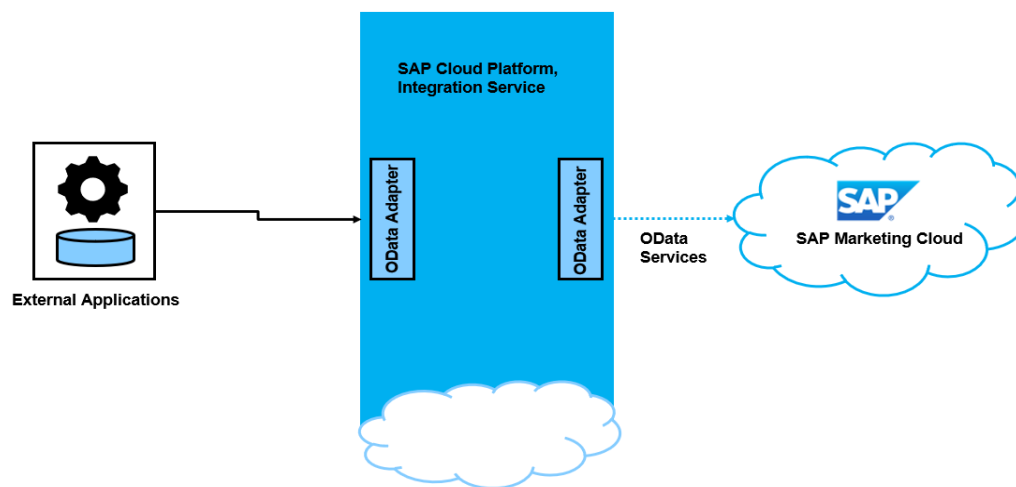 SAP Cloud Platform,
Integration Service
OData Adapter
OData Adapter
External Applications
OData
Services
SAP
®
SAP Marketing Cloud